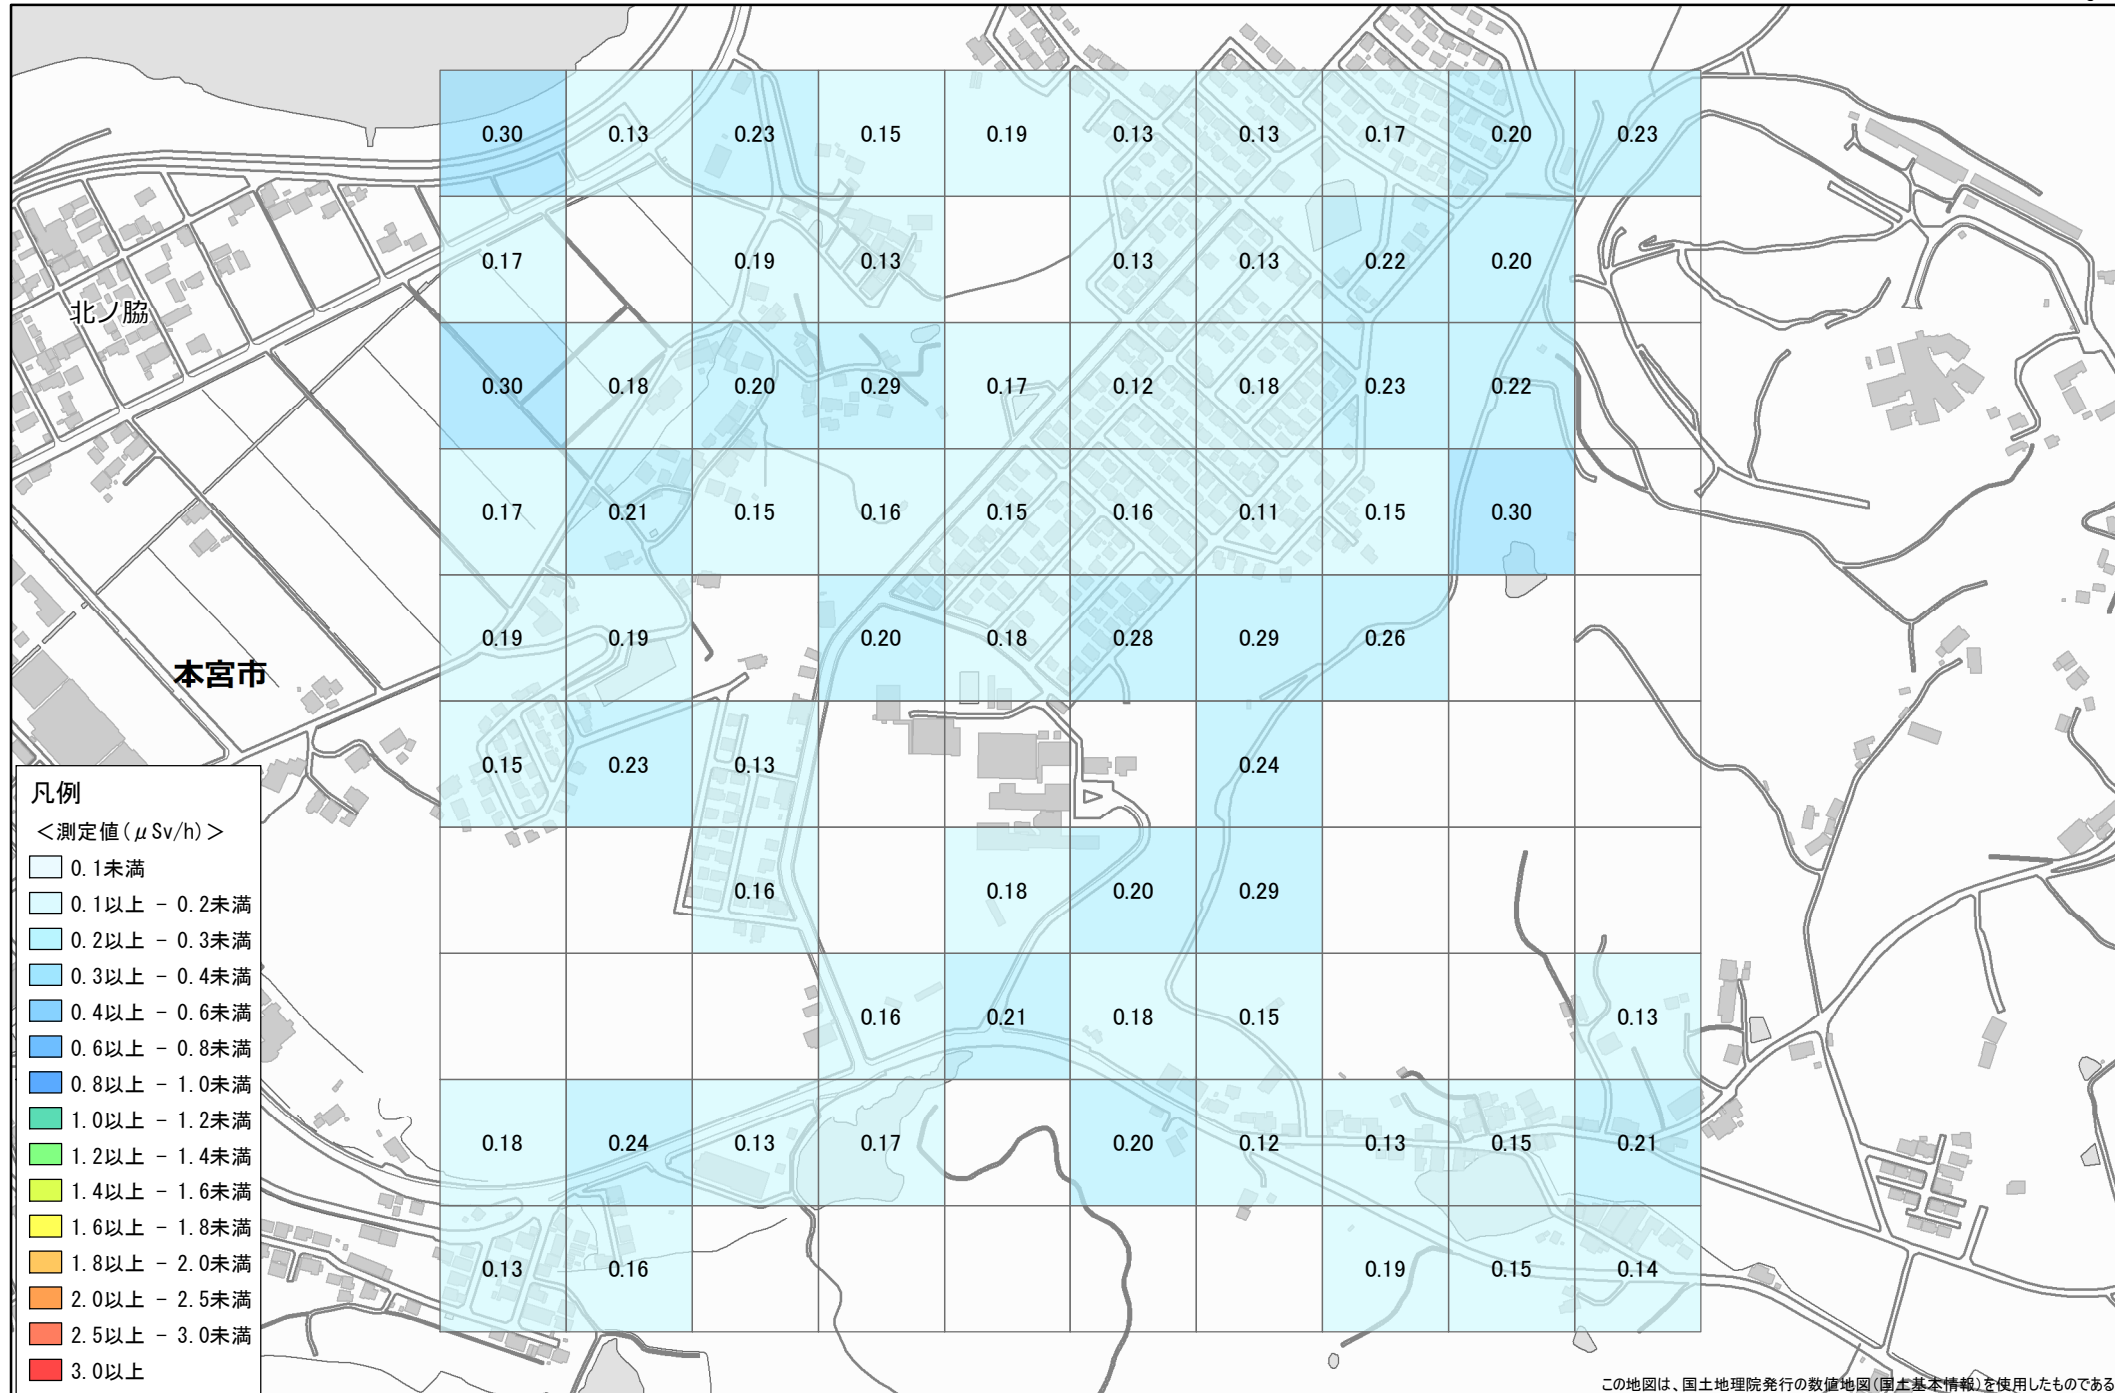 0.30 0.13 0.23 0.15 0.19 0.13 0.13 0.17 0.20 0.23
0.17 0.19 0.13 0.13 0.13 0.22 0.20
北ノ脇
0.30 0.18 0.20 0.29 0.17 0.12 0.18 0.23 0.22
0.17 0.21 0.15 0.16 0.15 0.16 0.11 0.15 0.30
0.19 0.19 0.20 0.18 0.28 0.29 0.26
本宮市
0.15 0.23 0.13 0.24
0.16 0.18 0.20 0.29
0.16 0.21 0.18 0.15 0.13
0.18 0.24 0.13 0.17 0.20 0.12 0.13 0.15 0.21
0.13 0.16 0.19 0.15 0.14
凡例
＜測定値(μSv/h)＞
0.1未満
0.1以上 － 0.2未満
0.2以上 － 0.3未満
0.3以上 － 0.4未満
0.4以上 － 0.6未満
0.6以上 － 0.8未満
0.8以上 － 1.0未満
1.0以上 － 1.2未満
1.2以上 － 1.4未満
1.4以上 － 1.6未満
1.6以上 － 1.8未満
1.8以上 － 2.0未満
2.0以上 － 2.5未満
2.5以上 － 3.0未満
3.0以上
この地図は、国土地理院発行の数値地図(国土基本情報)を使用したものである